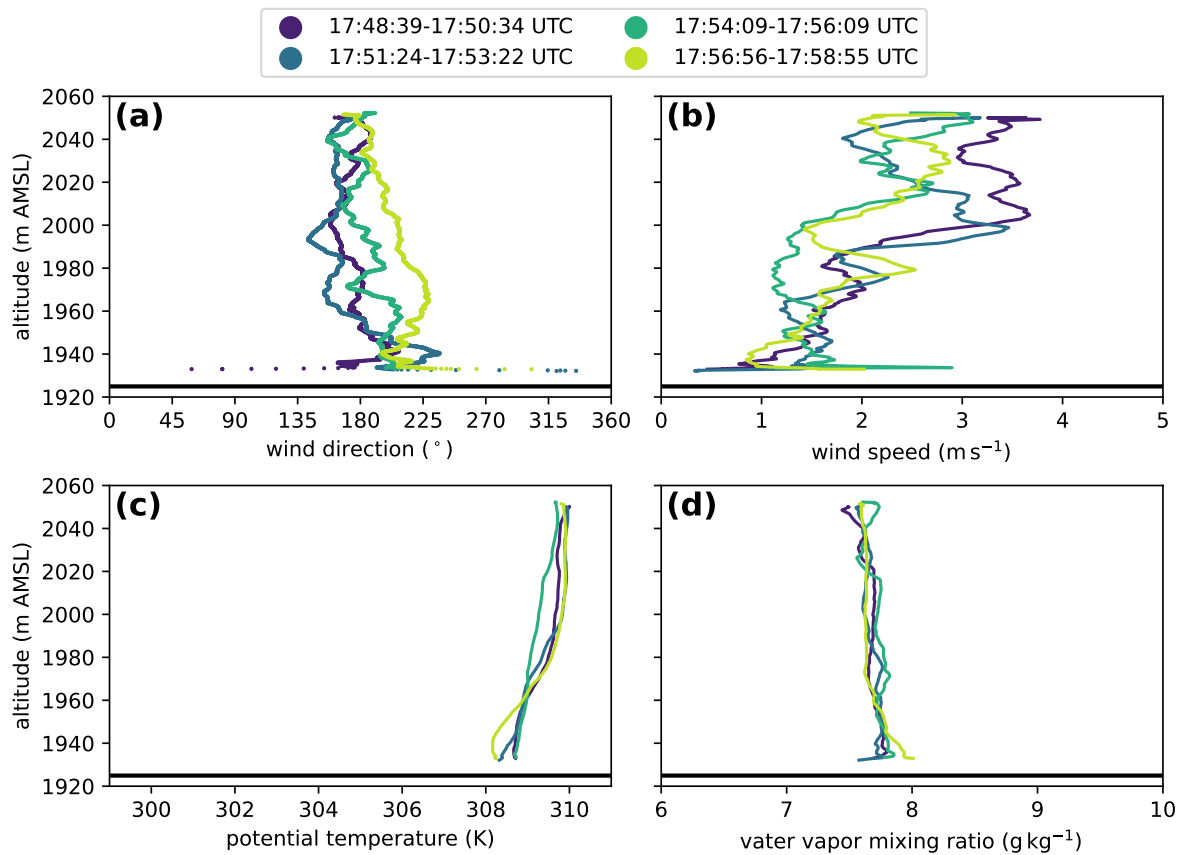 17:48:39-17:50:34 UTC
17:51:24-17:53:22 UTC
17:54:09-17:56:09 UTC
17:56:56-17:58:55 UTC
(a)
altitude (m AMSL)
2060
2040
2020
2000
1980
1960
1940
1920
0 45 90 135 180 225 270 315 360
wind direction (°)
(b)
0 1 2 3 4 5
wind speed (m s⁻¹)
(c)
altitude (m AMSL)
2060
2040
2020
2000
1980
1960
1940
1920
300 302 304 306 308 310
potential temperature (K)
(d)
6 7 8 9 10
vater vapor mixing ratio (g kg⁻¹)